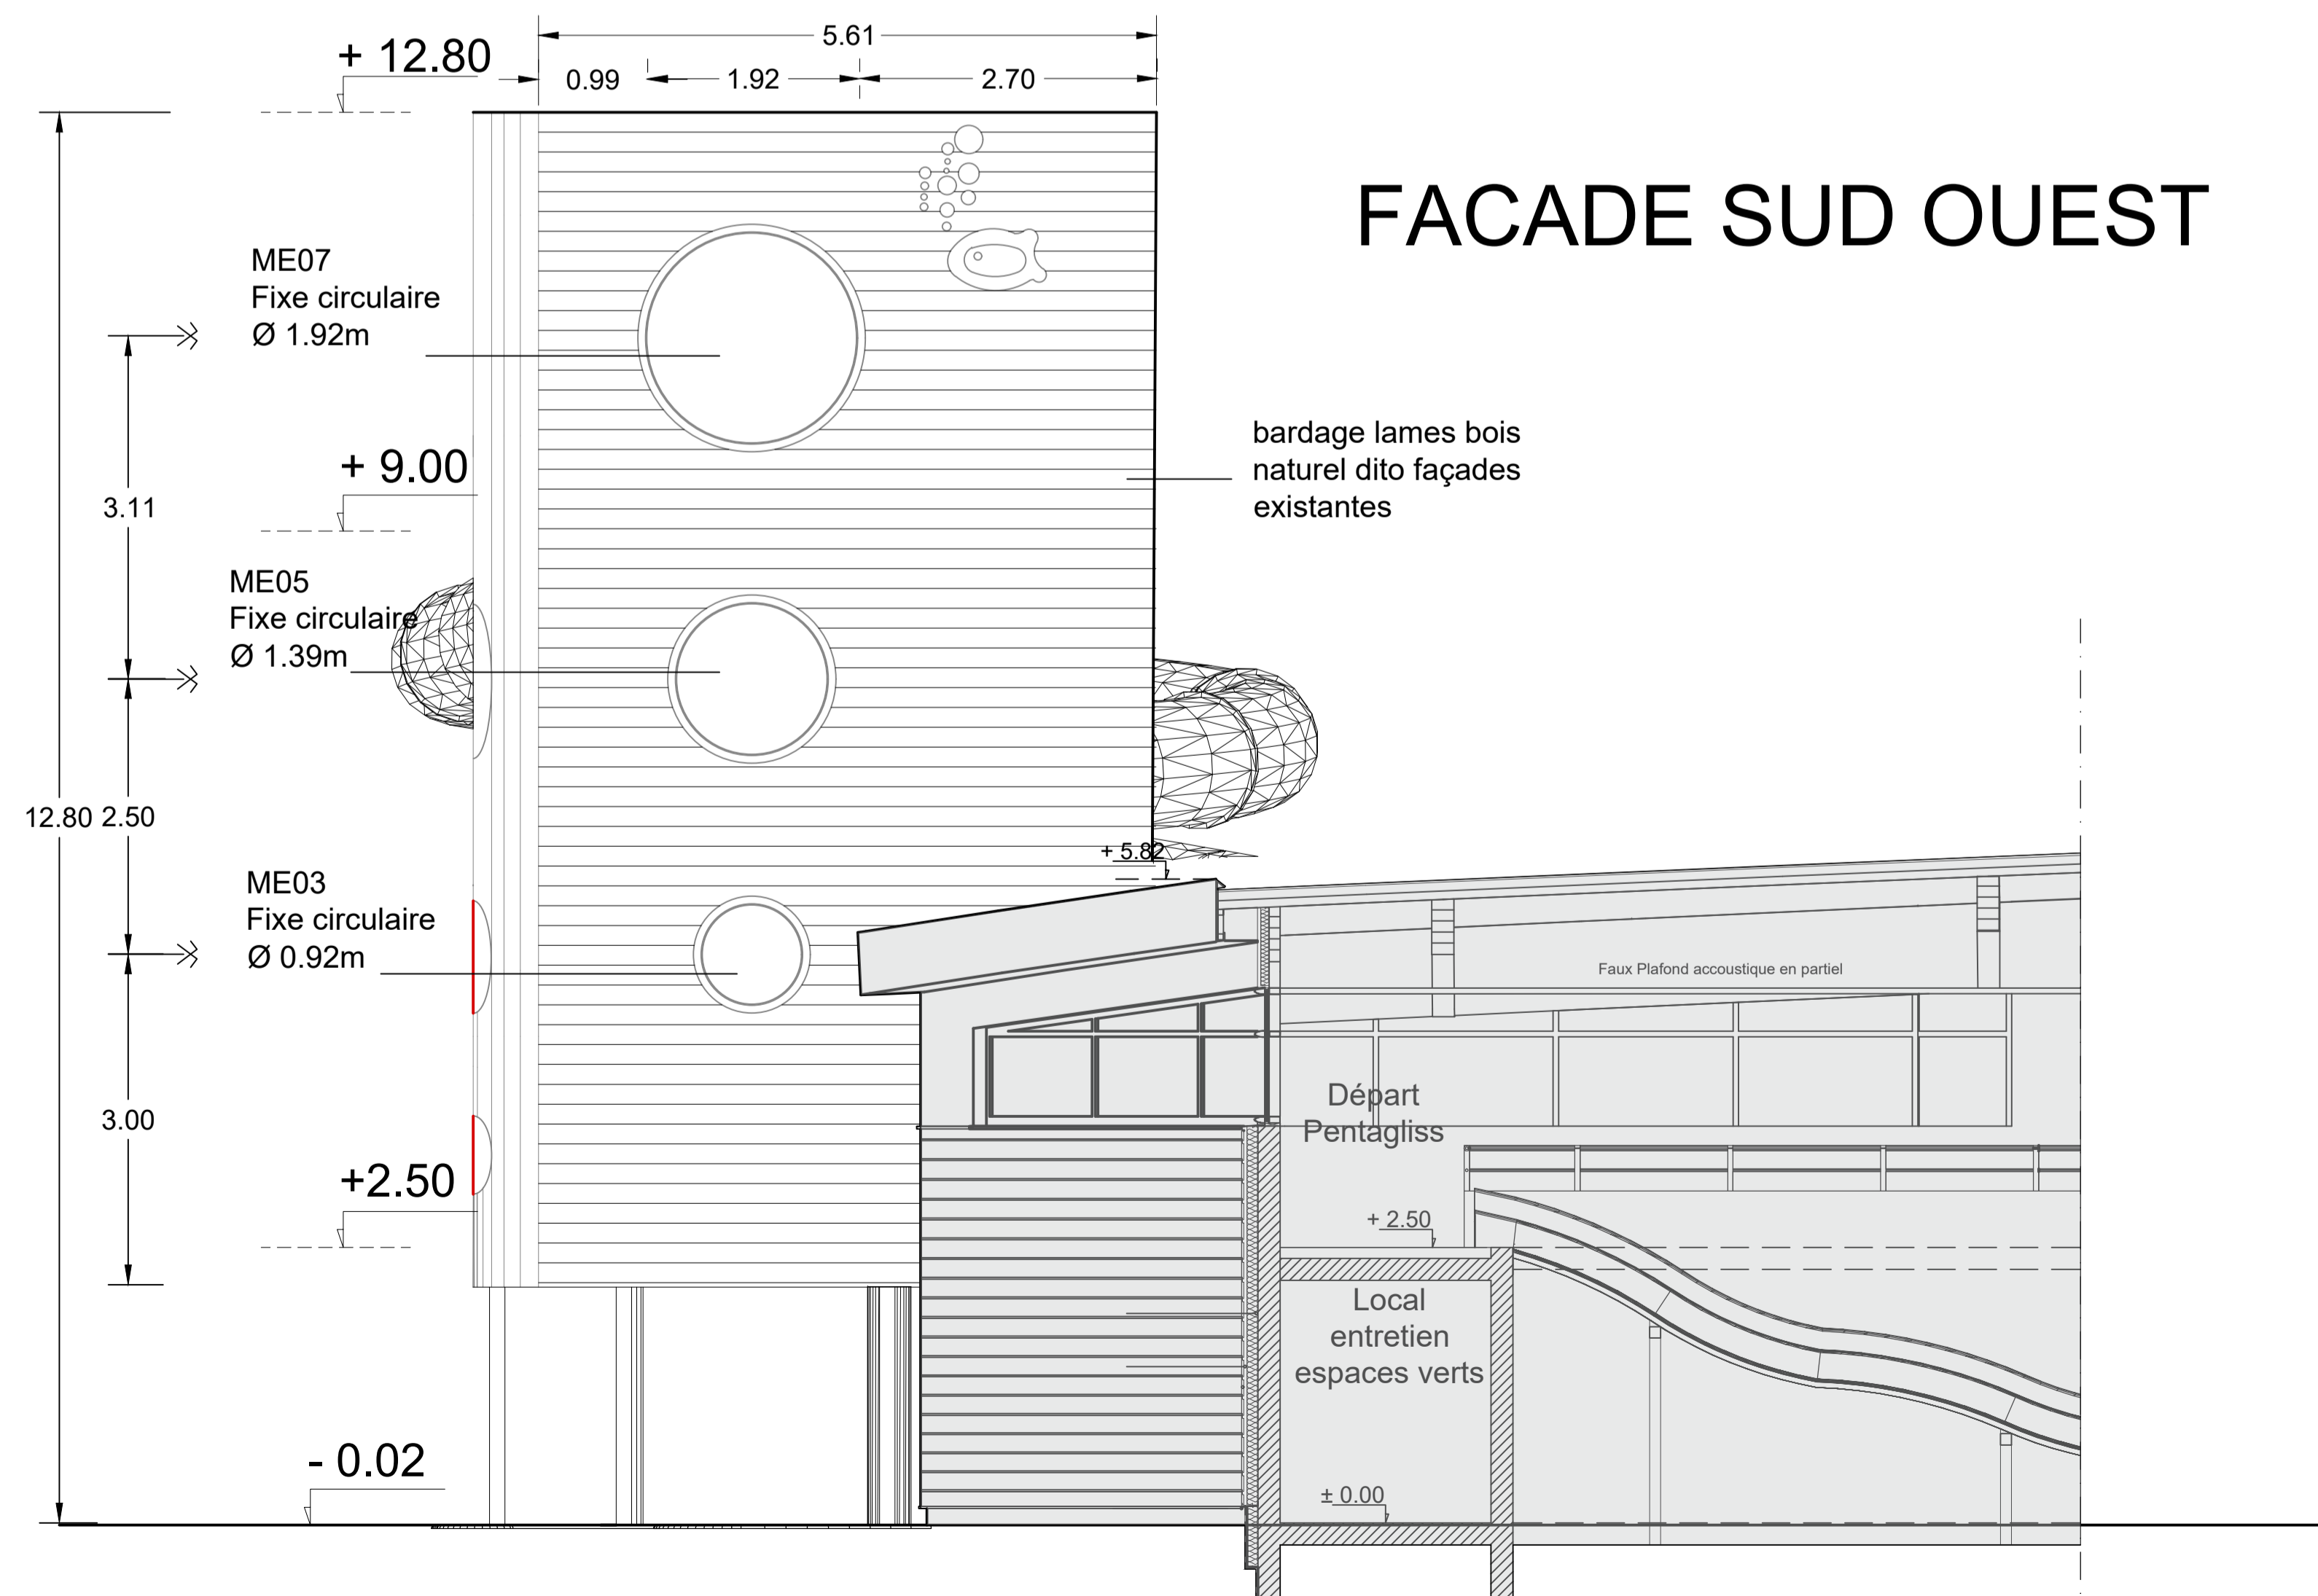 5.61
+ 12.80
0.99
1.92
2.70
FACADE SUD OUEST
ME07
Fixe circulaire
Ø 1.92m
bardage lames bois
naturel dito façades
existantes
+ 9.00
3.11
ME05
Fixe circulaire
Ø 1.39m
12.80
2.50
+ 5.82
ME03
Fixe circulaire
Ø 0.92m
Faux Plafond accoustique en partiel
Départ
Pentagliss
3.00
+2.50
+ 2.50
Local
entretien
espaces verts
- 0.02
± 0.00